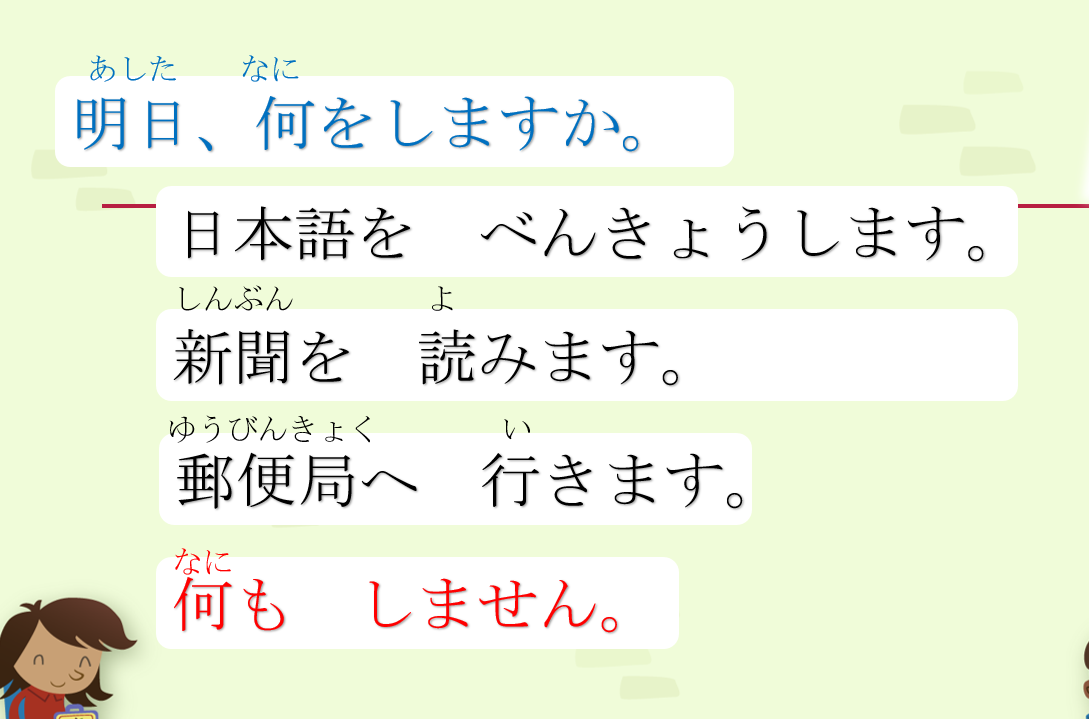 あした なに
明日、何をしますか。
日本語を　べんきょうします。
しんぶん よ
新聞を　読みます。
ゆうびんきょく い
郵便局へ　行きます。
なに
何も　しません。